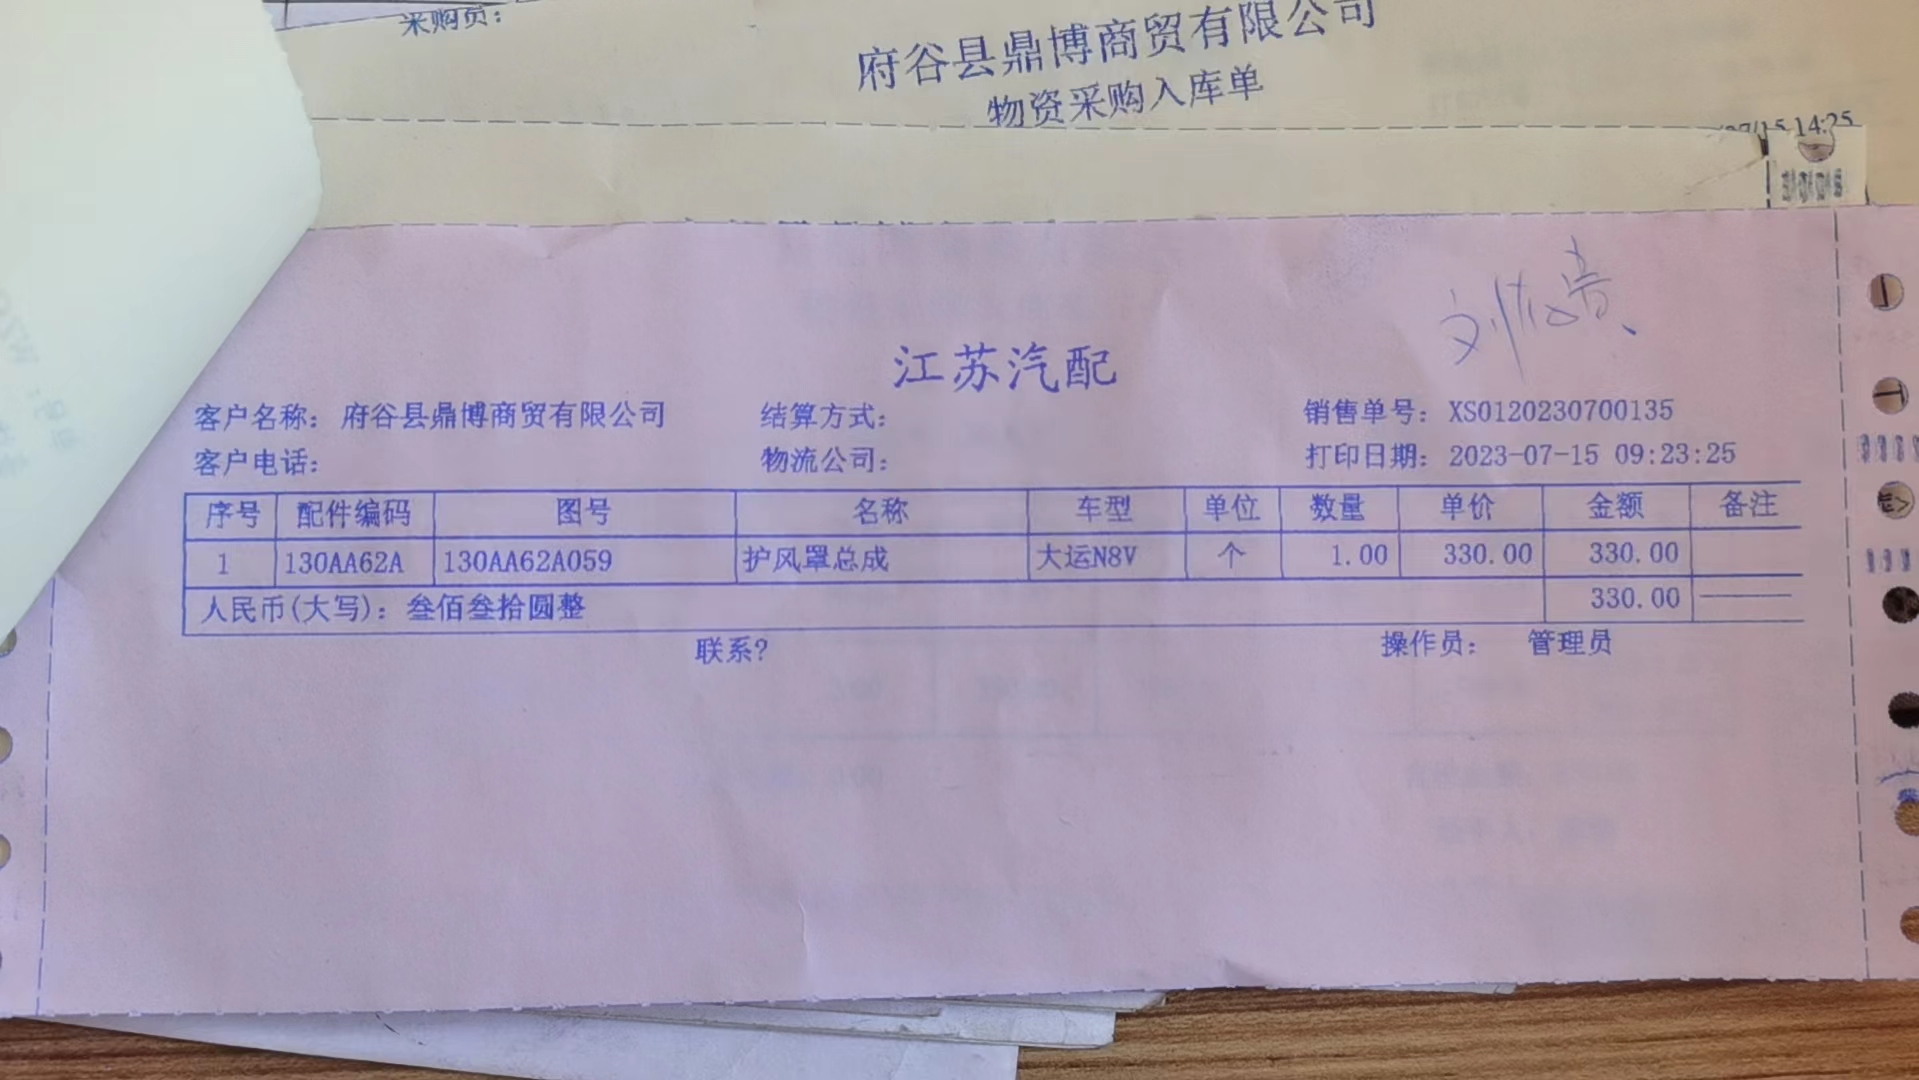 采购员:
府谷县鼎博商贸有限公司
物资采购入库单
14:25
江苏汽配
客户名称: 府谷县鼎博商贸有限公司 结算方式: 销售单号: XS0120230700135
客户电话: 物流公司: 打印日期: 2023-07-15 09:23:25
序号 配件编码 图号 名称 车型 单位 数量 单价 金额 备注
1 130AA62A 130AA62A059 护风罩总成 大运N8V 个 1.00 330.00 330.00
人民币(大写): 叁佰叁拾圆整 330.00
联系? 操作员: 管理员